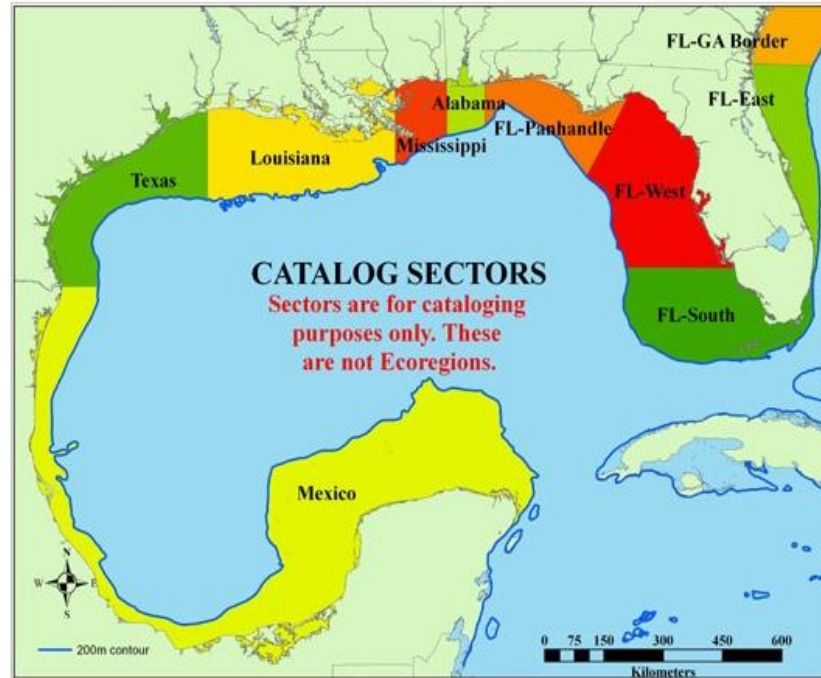 FL-GA Border
FL-East
Alabama
FL-Panhandle
Mississippi
Louisiana
Texas
FL-West
CATALOG SECTORS
Sectors are for cataloging
purposes only. These
are not Ecoregions.
FL-South
Mexico
N
W E
S
200m contour
0 75 150 300 450 600
Kilometers